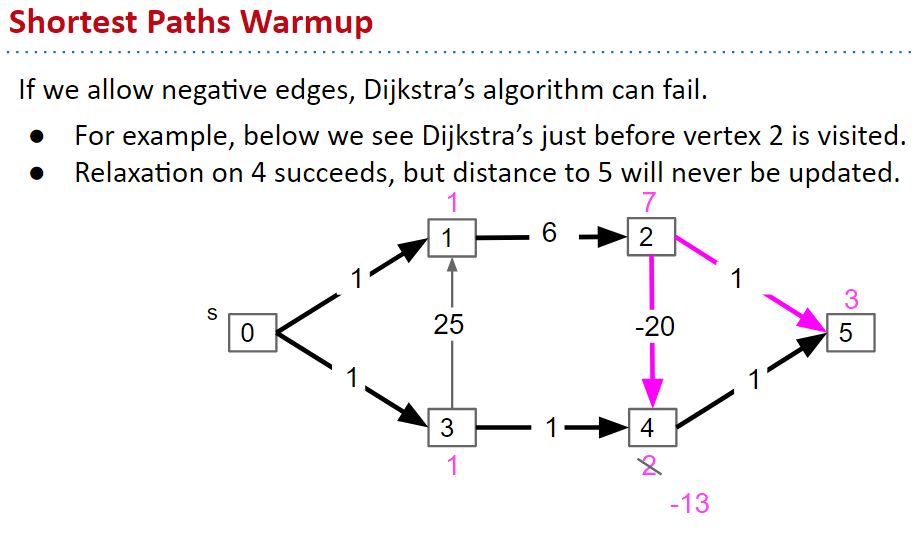 Shortest Paths Warmup
If we allow negative edges, Dijkstra’s algorithm can fail.
● For example, below we see Dijkstra’s just before vertex 2 is visited.
● Relaxation on 4 succeeds, but distance to 5 will never be updated.
1 7
1 6 2
1 1
s 3
0 25 -20 5
1 1
3 1 4
1 2
-13